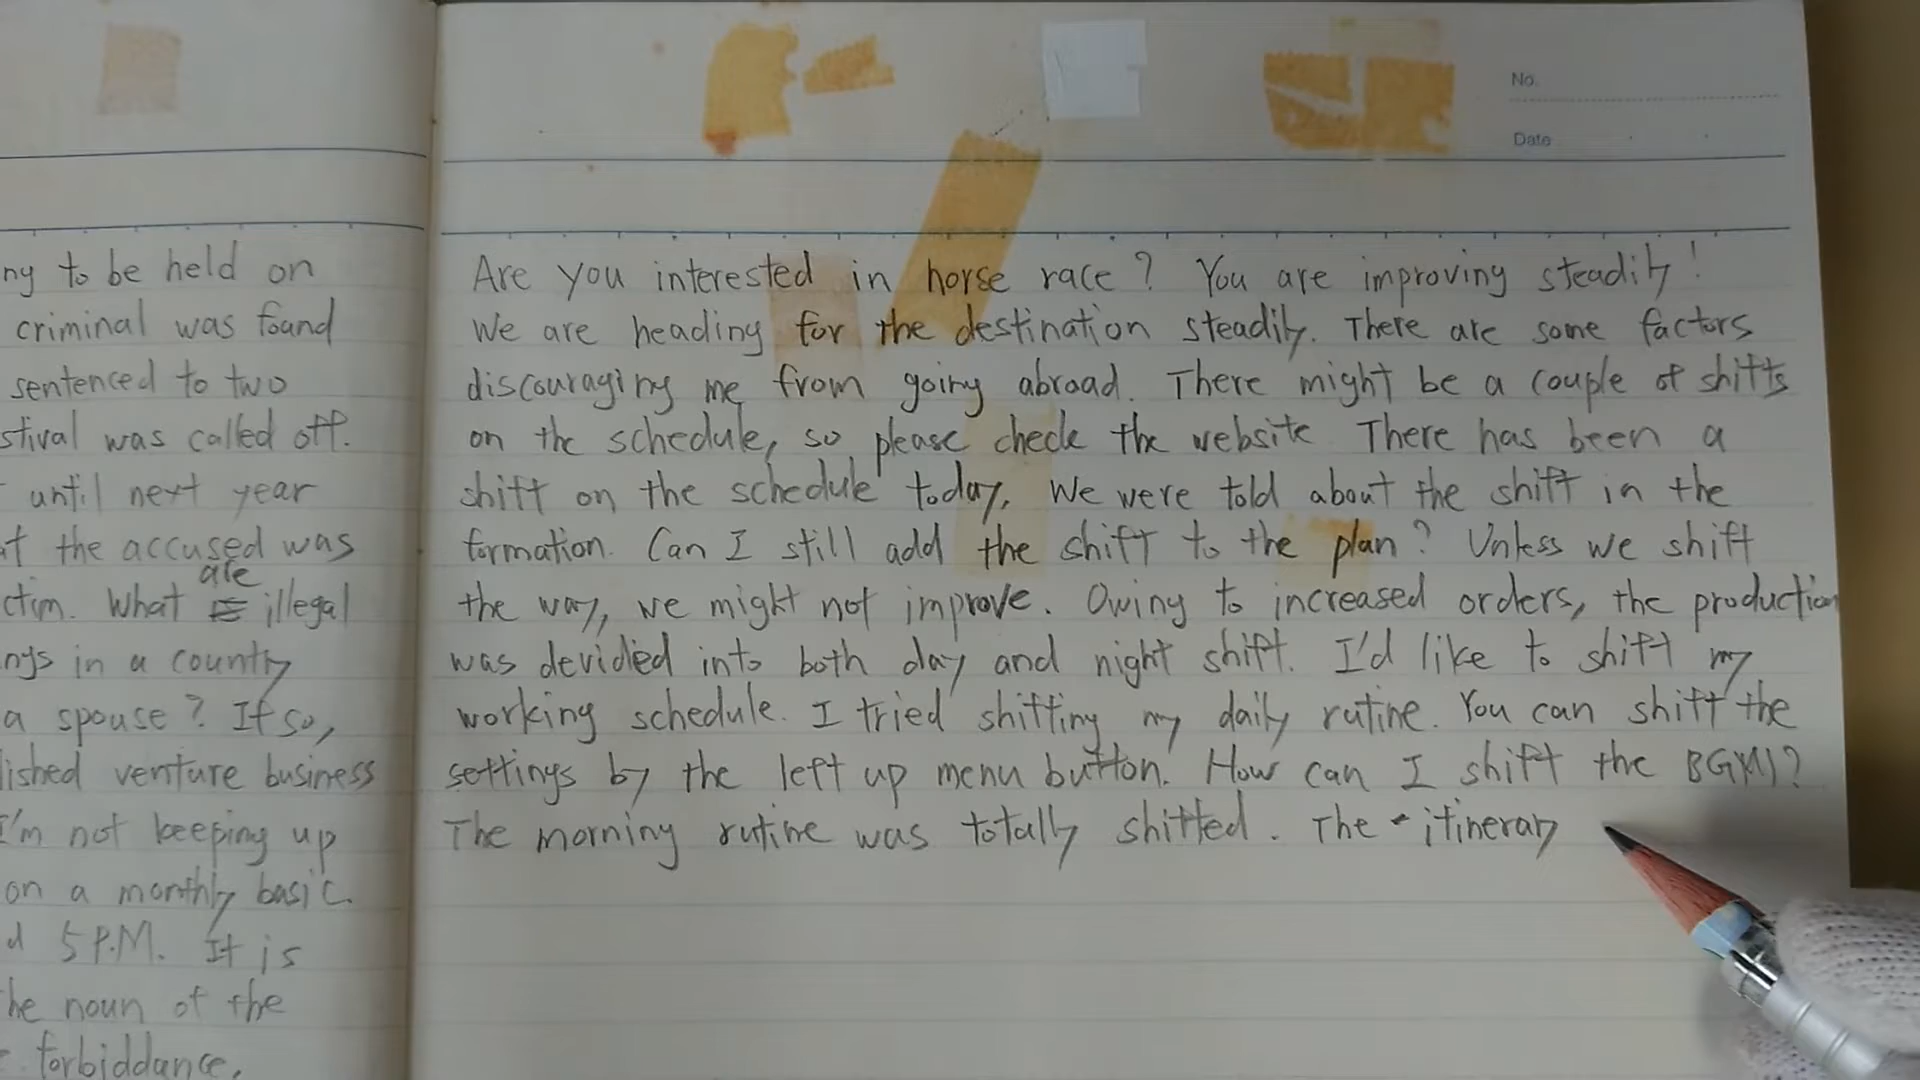 ny to be held on
criminal was found
sentenced to two
stival was called off.
until next year
at the accused was
are
ctim. What illegal
ngs in a country
a spouse? If so,
lished venture business
I'm not keeping up
on a monthly basic.
d 5 P.M. It is
he noun of the
forbiddance,
No.
Date
Are you interested in horse race? You are improving steadily!
We are heading for the destination steadily. There are some factors
discouraging me from going abroad. There might be a couple of shifts
on the schedule, so please check the website There has been a
shift on the schedule today. We were told about the shift in the
formation. Can I still add the shift to the plan? Unless we shift
the way, we might not improve. Owing to increased orders, the production
was devidied into both day and night shift. I'd like to shift my
working schedule. I tried shifting my daily rutine. You can shift the
settings by the left up menu button. How can I shift the BGM?
The morning rutine was totally shifted. The itinerary